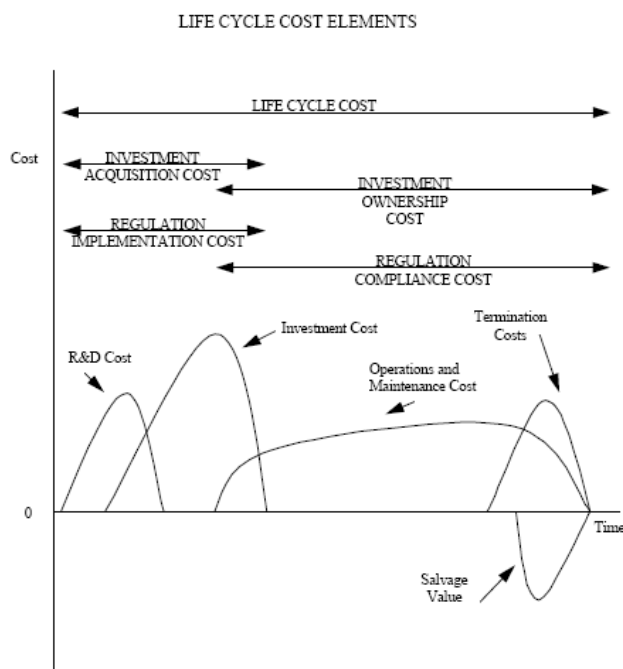 LIFE CYCLE COST ELEMENTS
LIFE CYCLE COST
Cost
INVESTMENT
ACQUISITION COST
INVESTMENT
OWNERSHIP
COST
REGULATION
IMPLEMENTATION COST
REGULATION
COMPLIANCE COST
Termination
Costs
Investment Cost
R&D Cost
Operations and
Maintenance Cost
0
Time
Salvage
Value